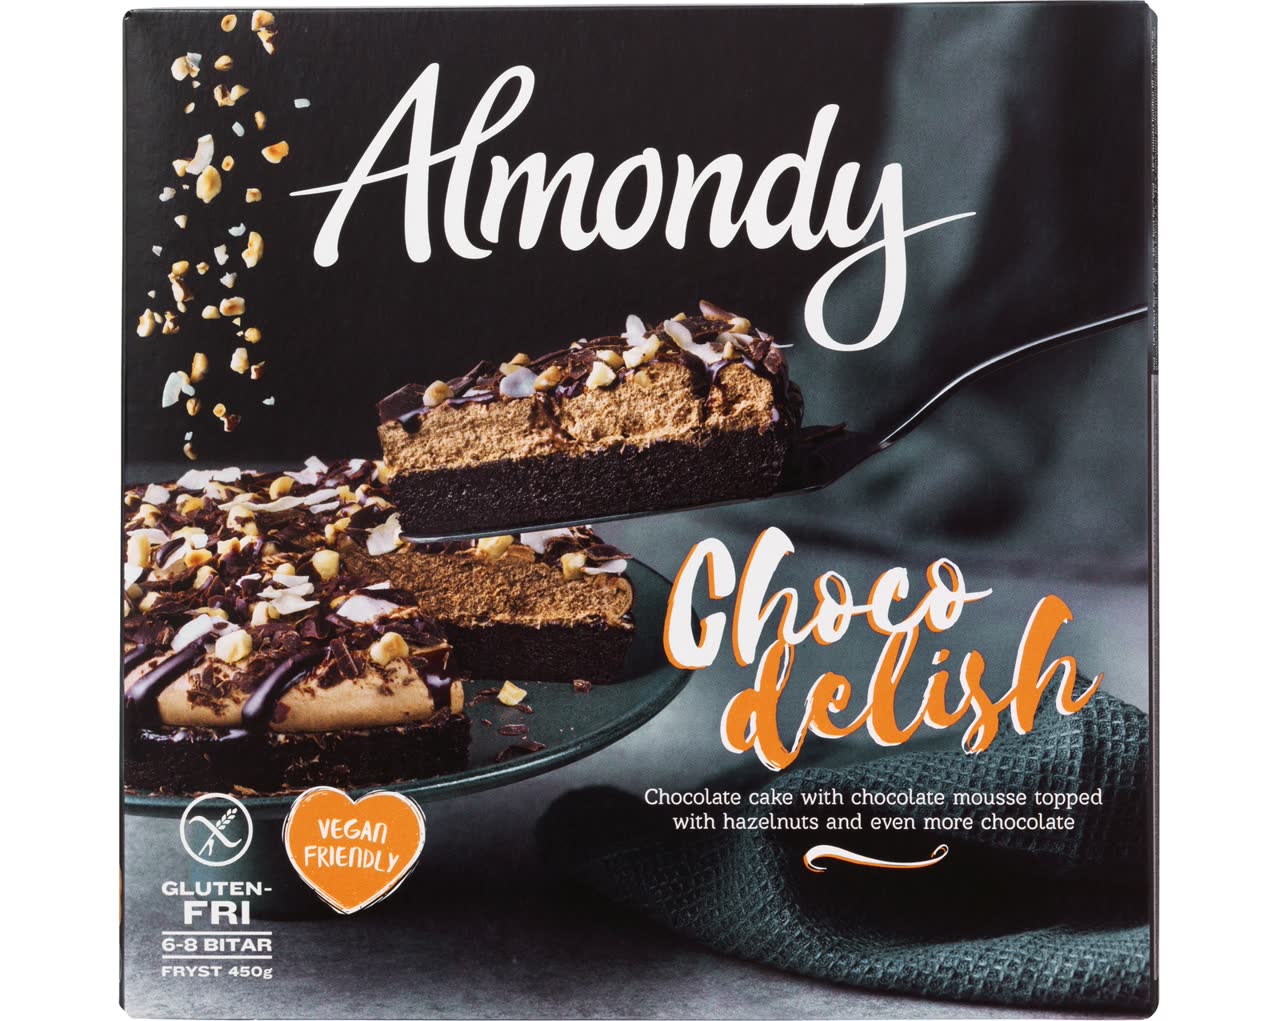 Almondy
Choco
delish
Chocolate cake with chocolate mousse topped
with hazelnuts and even more chocolate
VEGAN
FRIENDLY
GLUTEN-
FRI
6-8 BITAR
FRYST 450g